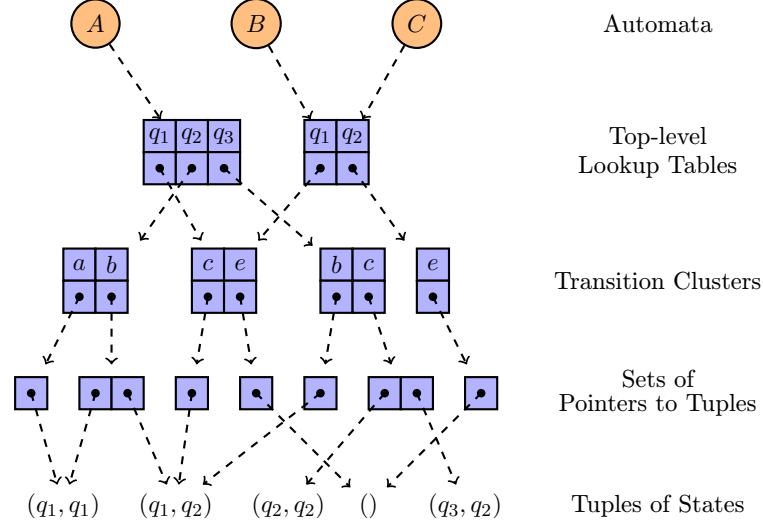 A B C Automata
q₁ q₂ q₃ q₁ q₂ Top-level
Lookup Tables
a b c e b c e Transition Clusters
Sets of
Pointers to Tuples
(q₁, q₁) (q₁, q₂) (q₂, q₂) () (q₃, q₂) Tuples of States